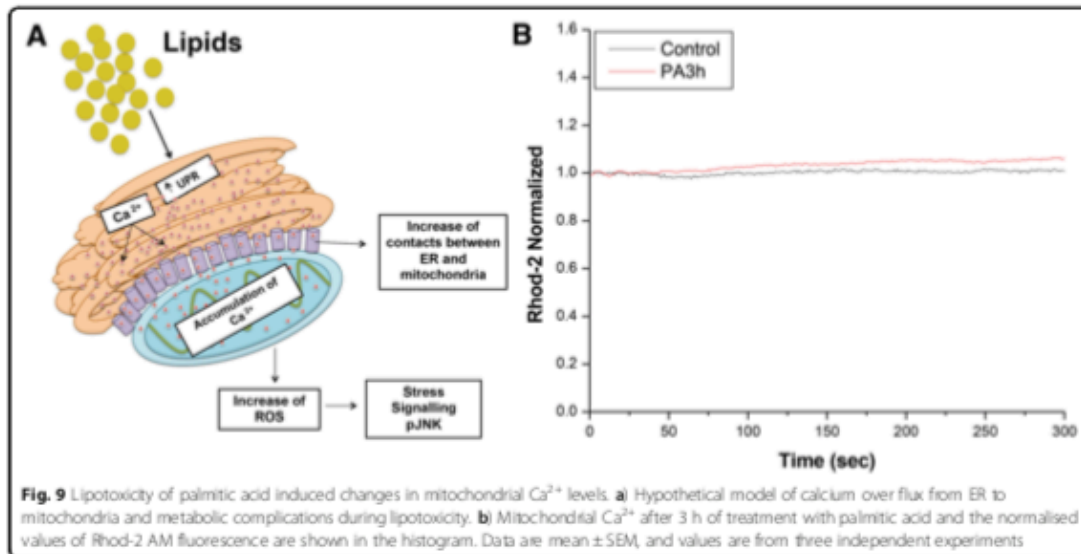 A
Lipids
↑ UPR
Ca 2+
Increase of
contacts between
ER and
mitochondria
Accumulation of
Ca²⁺
Increase of
ROS
Stress
Signalling
pJNK
B
Control
PA3h
1.6
1.4
1.2
1.0
0.8
0.6
0.4
0.2
0.0
Rhod-2 Normalized
0 50 100 150 200 250 300
Time (sec)
Fig. 9 Lipotoxicity of palmitic acid induced changes in mitochondrial Ca²⁺ levels. a) Hypothetical model of calcium over flux from ER to
mitochondria and metabolic complications during lipotoxicity. b) Mitochondrial Ca²⁺ after 3 h of treatment with palmitic acid and the normalised
values of Rhod-2 AM fluorescence are shown in the histogram. Data are mean ± SEM, and values are from three independent experiments